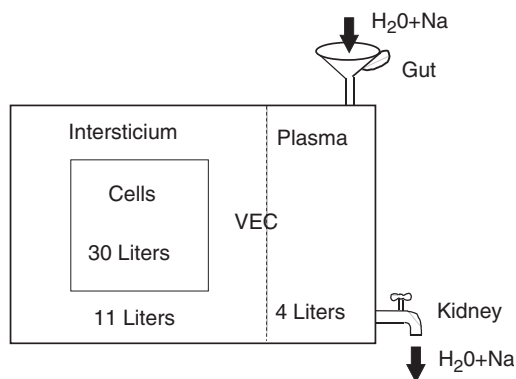 H₂0+Na
Gut
Intersticium
Plasma
Cells
VEC
30 Liters
11 Liters
4 Liters
Kidney
H₂0+Na